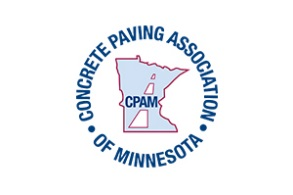 CONCRETE PAVING ASSOCIATION
CPAM
• OF MINNESOTA •